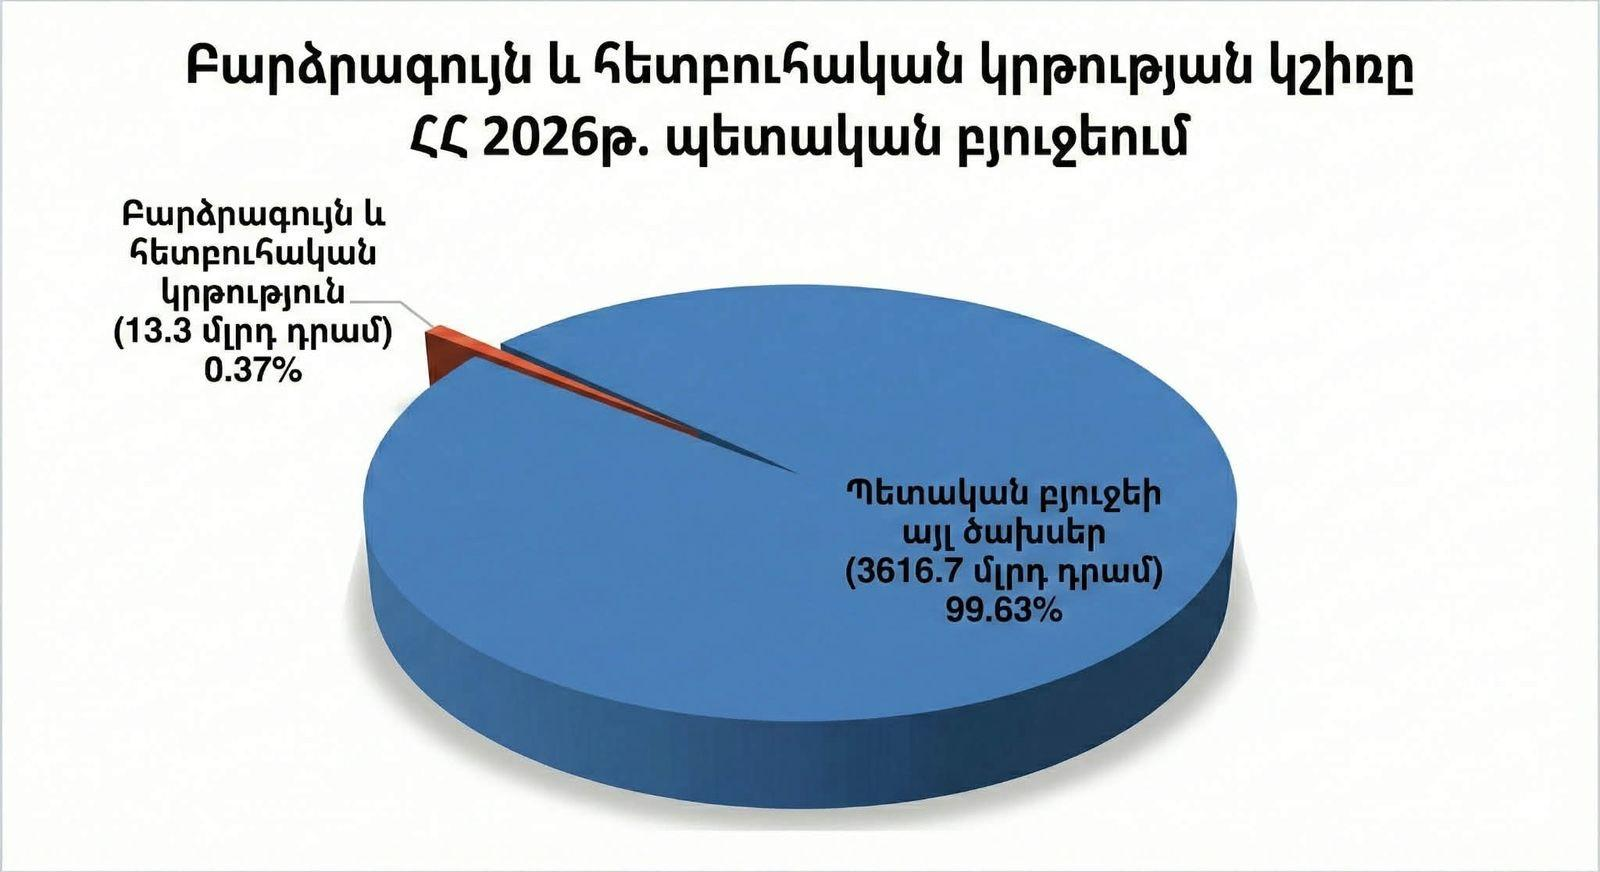 Բարձրագույն և հետբուհական կրթության կշիռը
ՀՀ 2026թ. պետական բյուջեում
Բարձրագույն և
հետբուհական
կրթություն
(13.3 մլրդ դրամ)
0.37%
Պետական բյուջեի
այլ ծախսեր
(3616.7 մլրդ դրամ)
99.63%